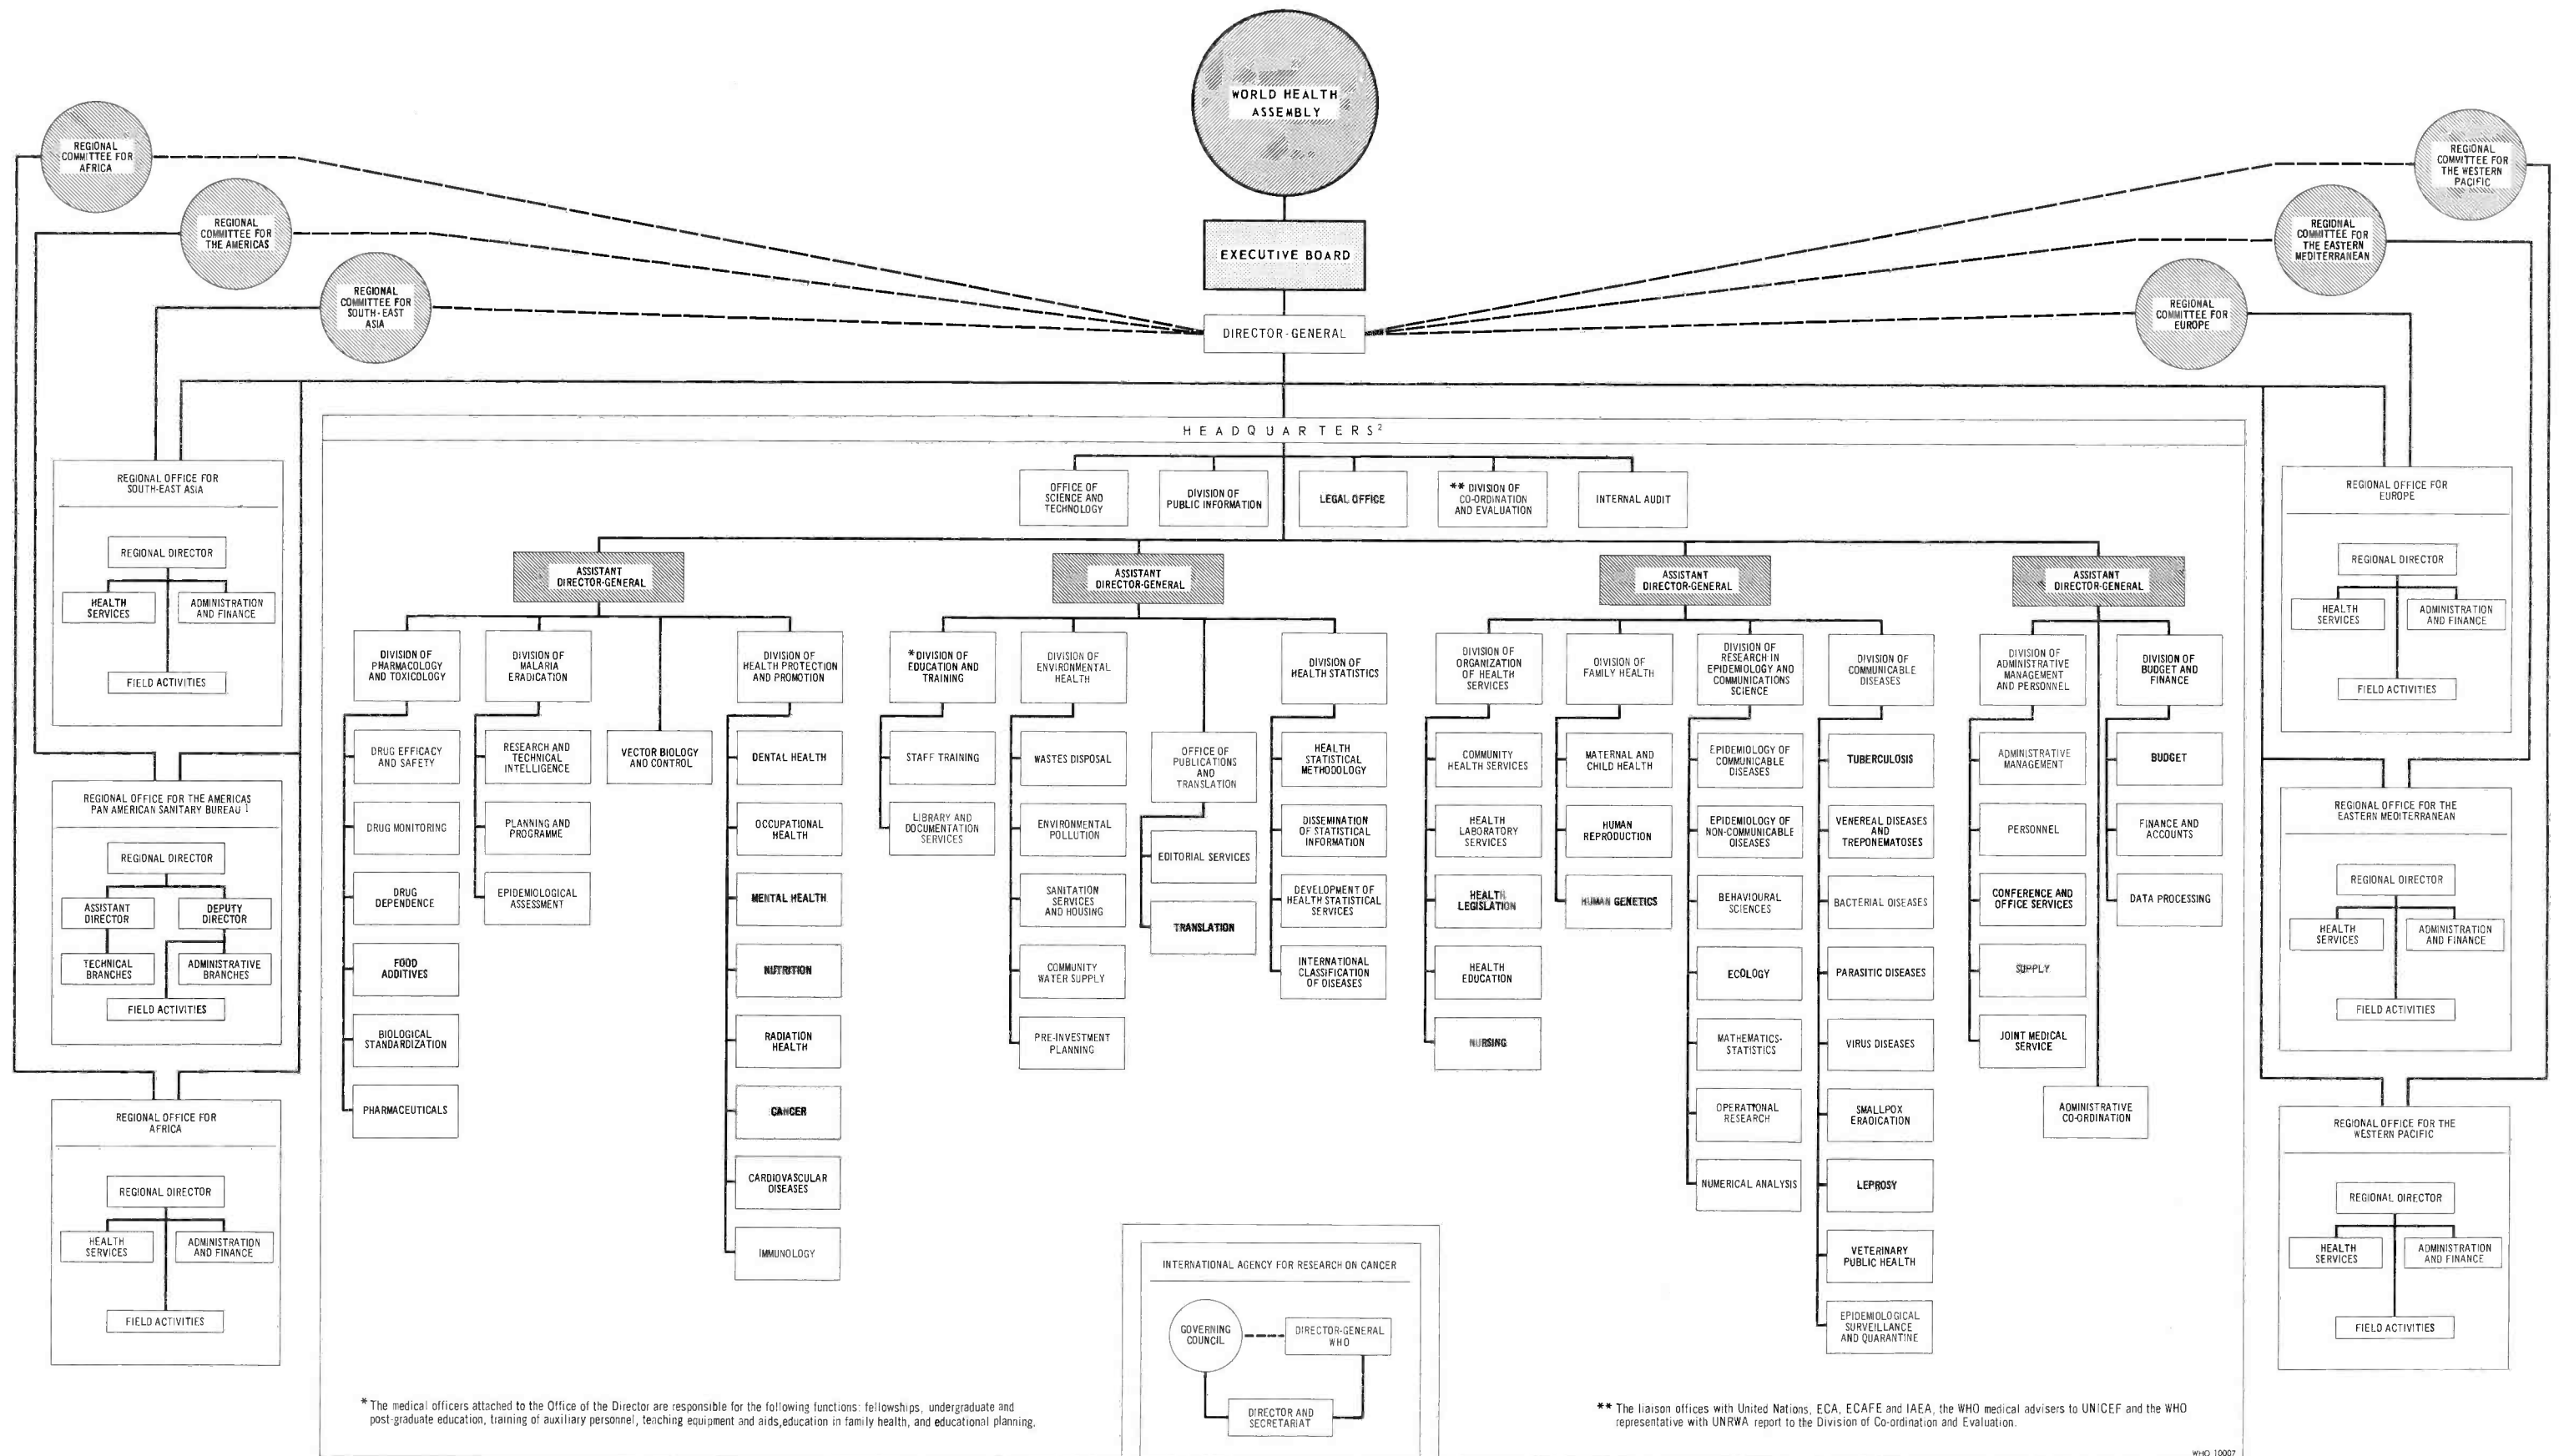 WORLD HEALTH
ASSEMBLY
REGIONAL
COMMITTEE FOR
AFRICA
REGIONAL
COMMITTEE FOR
THE AMERICAS
REGIONAL
COMMITTEE FOR
SOUTH-EAST
ASIA
REGIONAL
COMMITTEE FOR
THE WESTERN
PACIFIC
REGIONAL
COMMITTEE FOR
THE EASTERN
MEDITERRANEAN
REGIONAL
COMMITTEE FOR
EUROPE
EXECUTIVE BOARD
DIRECTOR-GENERAL
HEADQUARTERS²
OFFICE OF
SCIENCE AND
TECHNOLOGY
DIVISION OF
PUBLIC INFORMATION
LEGAL OFFICE
** DIVISION OF
CO-ORDINATION
AND EVALUATION
INTERNAL AUDIT
REGIONAL OFFICE FOR
SOUTH-EAST ASIA
REGIONAL DIRECTOR
HEALTH
SERVICES
ADMINISTRATION
AND FINANCE
FIELD ACTIVITIES
REGIONAL OFFICE FOR THE AMERICAS
PAN AMERICAN SANITARY BUREAU ¹
REGIONAL DIRECTOR
ASSISTANT
DIRECTOR
DEPUTY
DIRECTOR
TECHNICAL
BRANCHES
ADMINISTRATIVE
BRANCHES
FIELD ACTIVITIES
REGIONAL OFFICE FOR
AFRICA
REGIONAL DIRECTOR
HEALTH
SERVICES
ADMINISTRATION
AND FINANCE
FIELD ACTIVITIES
ASSISTANT
DIRECTOR-GENERAL
DIVISION OF
PHARMACOLOGY
AND TOXICOLOGY
DRUG EFFICACY
AND SAFETY
DRUG MONITORING
DRUG
DEPENDENCE
FOOD
ADDITIVES
BIOLOGICAL
STANDARDIZATION
PHARMACEUTICALS
DIVISION OF
MALARIA
ERADICATION
RESEARCH AND
TECHNICAL
INTELLIGENCE
PLANNING AND
PROGRAMME
EPIDEMIOLOGICAL
ASSESSMENT
VECTOR BIOLOGY
AND CONTROL
DIVISION OF
HEALTH PROTECTION
AND PROMOTION
DENTAL HEALTH
OCCUPATIONAL
HEALTH
MENTAL HEALTH
NUTRITION
RADIATION
HEALTH
CANCER
CARDIOVASCULAR
DISEASES
IMMUNOLOGY
ASSISTANT
DIRECTOR-GENERAL
* DIVISION OF
EDUCATION AND
TRAINING
STAFF TRAINING
LIBRARY AND
DOCUMENTATION
SERVICES
DIVISION OF
ENVIRONMENTAL
HEALTH
WASTES DISPOSAL
ENVIRONMENTAL
POLLUTION
SANITATION
SERVICES
AND HOUSING
COMMUNITY
WATER SUPPLY
PRE-INVESTMENT
PLANNING
OFFICE OF
PUBLICATIONS
AND
TRANSLATION
EDITORIAL SERVICES
TRANSLATION
DIVISION OF
HEALTH STATISTICS
HEALTH
STATISTICAL
METHODOLOGY
DISSEMINATION
OF STATISTICAL
INFORMATION
DEVELOPMENT OF
HEALTH STATISTICAL
SERVICES
INTERNATIONAL
CLASSIFICATION
OF DISEASES
ASSISTANT
DIRECTOR-GENERAL
DIVISION OF
ORGANIZATION
OF HEALTH
SERVICES
COMMUNITY
HEALTH SERVICES
HEALTH
LABORATORY
SERVICES
HEALTH
LEGISLATION
HEALTH
EDUCATION
NURSING
DIVISION OF
FAMILY HEALTH
MATERNAL AND
CHILD HEALTH
HUMAN
REPRODUCTION
HUMAN GENETICS
DIVISION OF
RESEARCH IN
EPIDEMIOLOGY AND
COMMUNICATIONS
SCIENCE
EPIDEMIOLOGY OF
COMMUNICABLE
DISEASES
EPIDEMIOLOGY OF
NON-COMMUNICABLE
DISEASES
BEHAVIOURAL
SCIENCES
ECOLOGY
MATHEMATICS-
STATISTICS
OPERATIONAL
RESEARCH
NUMERICAL ANALYSIS
DIVISION OF
COMMUNICABLE
DISEASES
TUBERCULOSIS
VENEREAL DISEASES
AND
TREPONEMATOSES
BACTERIAL DISEASES
PARASITIC DISEASES
VIRUS DISEASES
SMALLPOX
ERADICATION
LEPROSY
VETERINARY
PUBLIC HEALTH
EPIDEMIOLOGICAL
SURVEILLANCE
AND QUARANTINE
ASSISTANT
DIRECTOR-GENERAL
DIVISION OF
ADMINISTRATIVE
MANAGEMENT
AND PERSONNEL
ADMINISTRATIVE
MANAGEMENT
PERSONNEL
CONFERENCE AND
OFFICE SERVICES
SUPPLY
JOINT MEDICAL
SERVICE
ADMINISTRATIVE
CO-ORDINATION
DIVISION OF
BUDGET AND
FINANCE
BUDGET
FINANCE AND
ACCOUNTS
DATA PROCESSING
REGIONAL OFFICE FOR
EUROPE
REGIONAL DIRECTOR
HEALTH
SERVICES
ADMINISTRATION
AND FINANCE
FIELD ACTIVITIES
REGIONAL OFFICE FOR THE
EASTERN MEDITERRANEAN
REGIONAL DIRECTOR
HEALTH
SERVICES
ADMINISTRATION
AND FINANCE
FIELD ACTIVITIES
REGIONAL OFFICE FOR THE
WESTERN PACIFIC
REGIONAL DIRECTOR
HEALTH
SERVICES
ADMINISTRATION
AND FINANCE
FIELD ACTIVITIES
INTERNATIONAL AGENCY FOR RESEARCH ON CANCER
GOVERNING
COUNCIL
DIRECTOR-GENERAL
WHO
DIRECTOR AND
SECRETARIAT
* The medical officers attached to the Office of the Director are responsible for the following functions: fellowships, undergraduate and
post-graduate education, training of auxiliary personnel, teaching equipment and aids, education in family health, and educational planning.
** The liaison offices with United Nations, ECA, ECAFE and IAEA, the WHO medical advisers to UNICEF and the WHO
representative with UNRWA report to the Division of Co-ordination and Evaluation.
WHO 10007